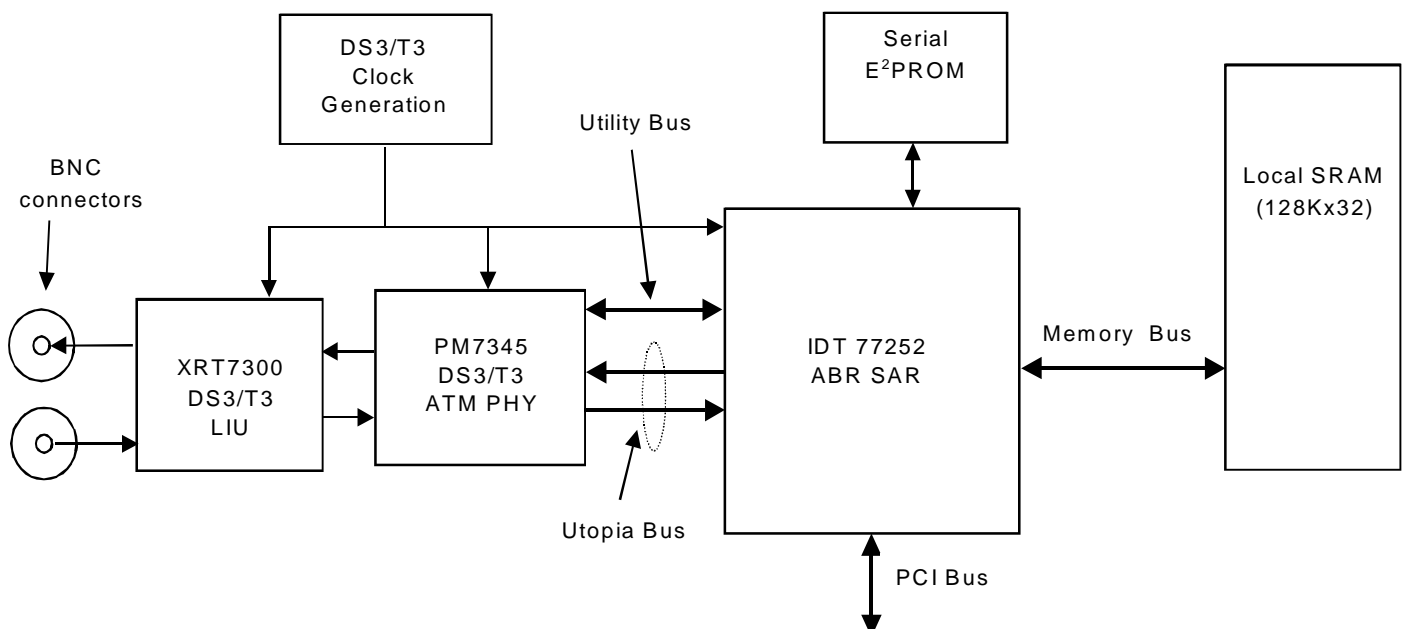 DS3/T3
Clock
Generation
Serial
E²PROM
Utility Bus
BNC
connectors
Local SRAM
(128Kx32)
XRT7300
DS3/T3
LIU
PM7345
DS3/T3
ATM PHY
IDT 77252
ABR SAR
Memory Bus
Utopia Bus
PCI Bus